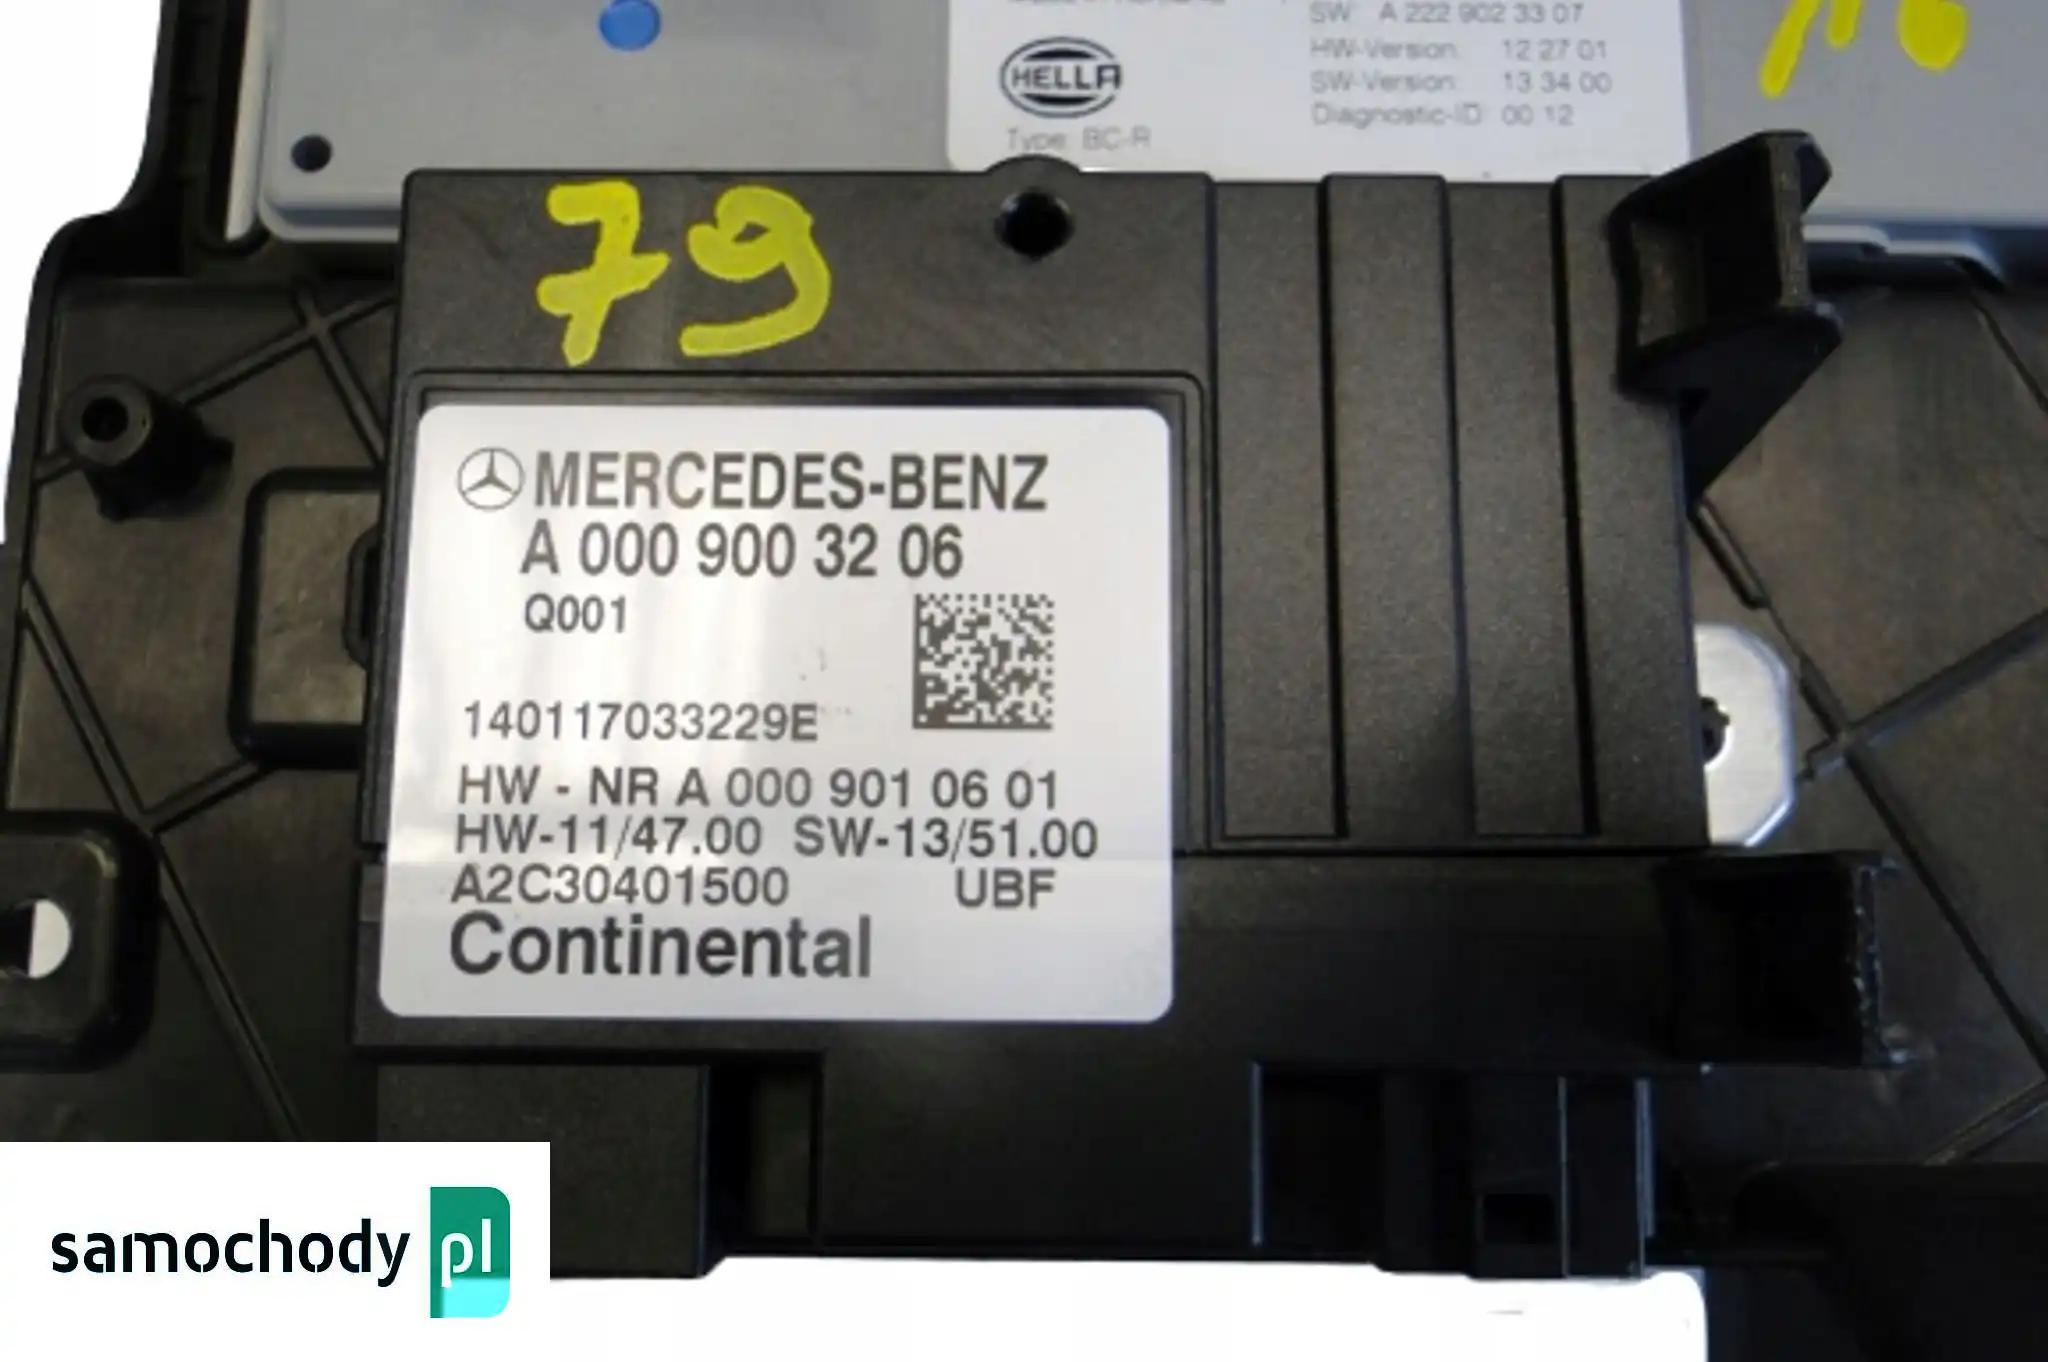 SW: A 222 902 33 07
HW-Version: 12 27 01
SW-Version: 13 34 00
Diagnostic-ID: 00 12
HELLA
Type: BC-R
79
MERCEDES-BENZ
A 000 900 32 06
Q001
140117033229E
HW - NR A 000 901 06 01
HW-11/47.00 SW-13/51.00
A2C30401500 UBF
Continental
samochody pl